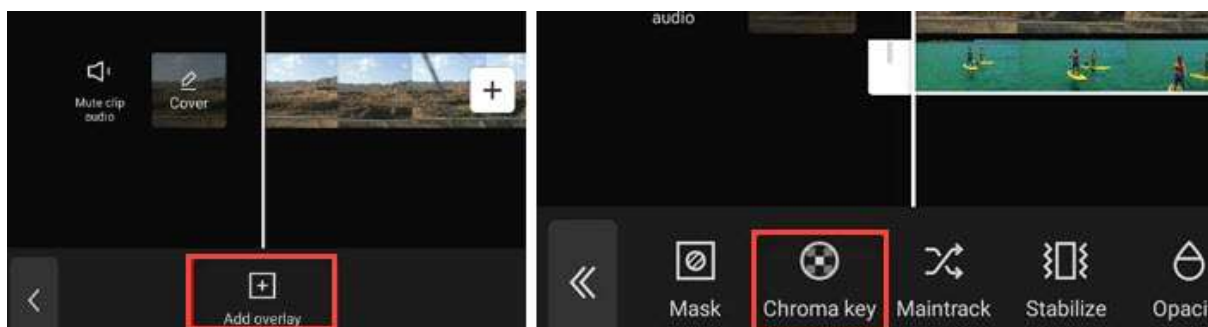 Mute clip
audio
Cover
Add overlay
audio
Mask
Chroma key
Maintrack
Stabilize
Opaci